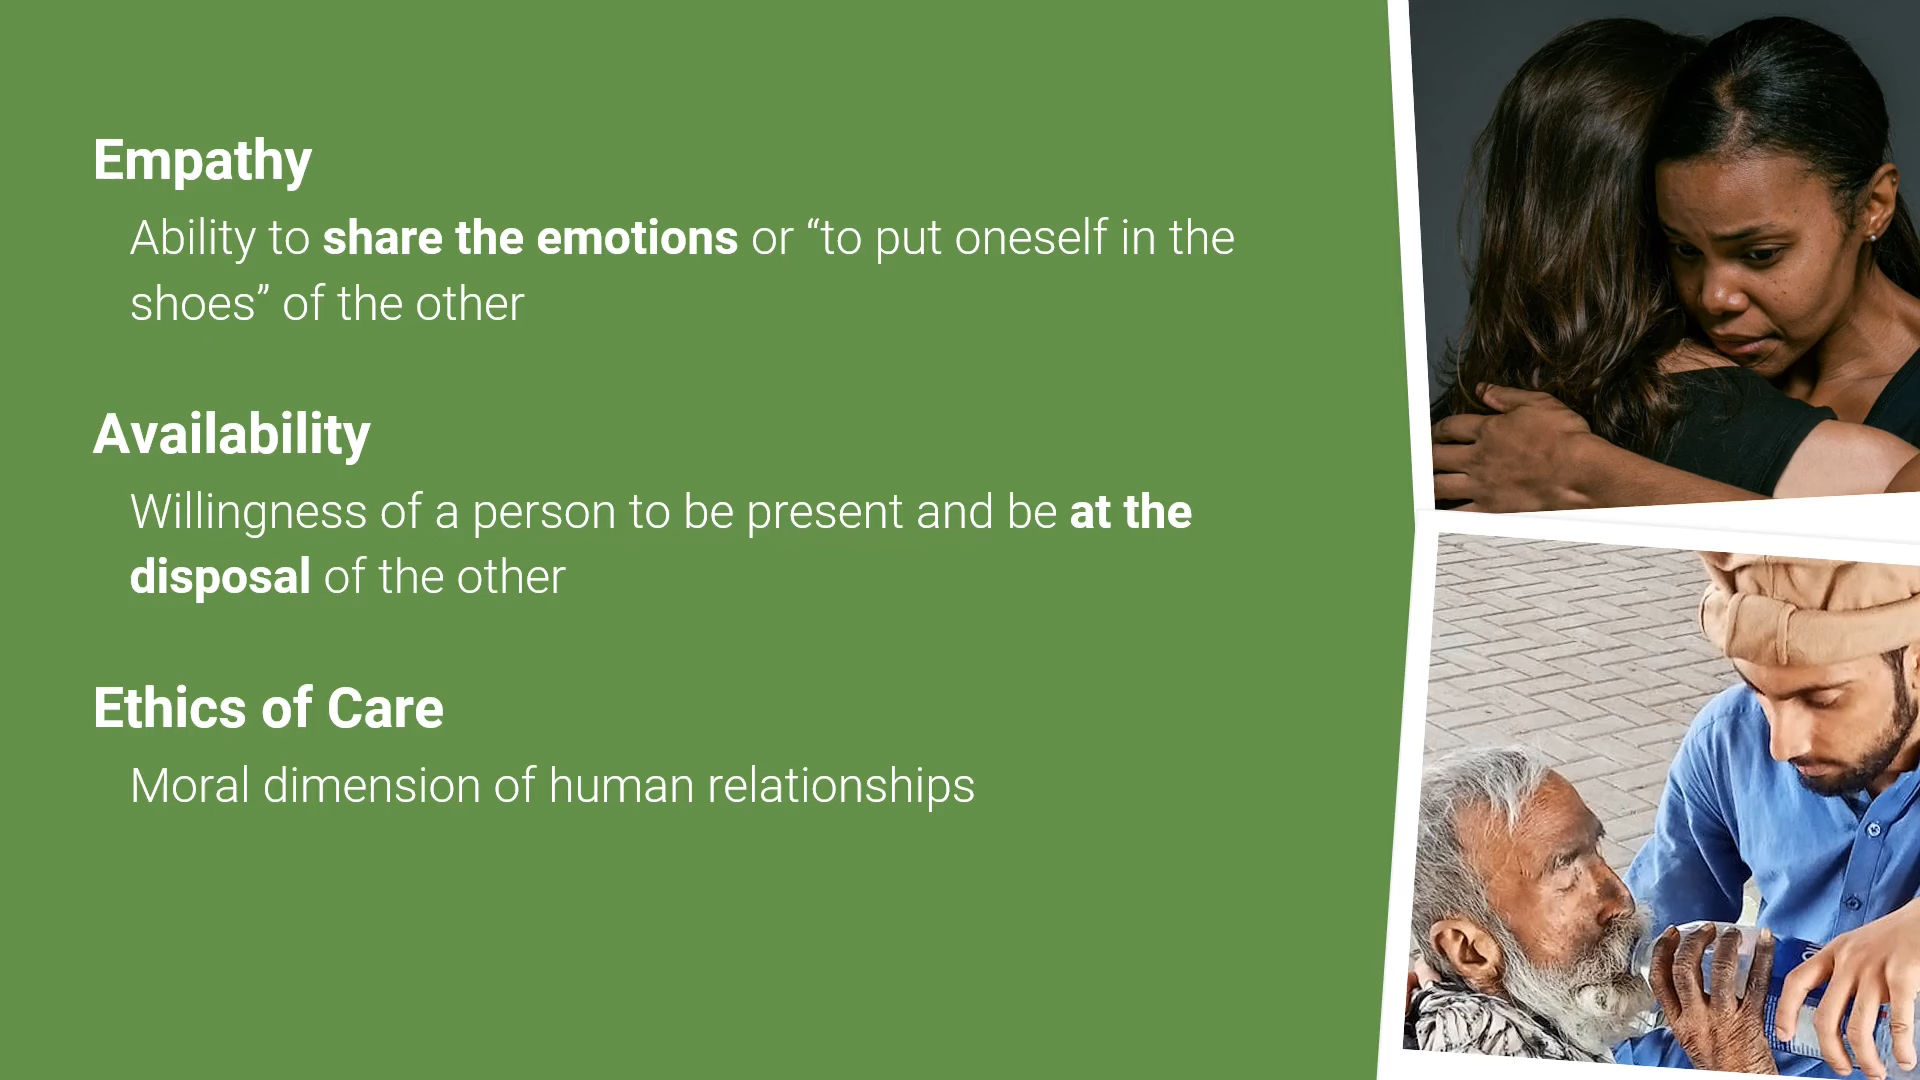 Empathy
Ability to share the emotions or “to put oneself in the
shoes” of the other
Availability
Willingness of a person to be present and be at the
disposal of the other
Ethics of Care
Moral dimension of human relationships